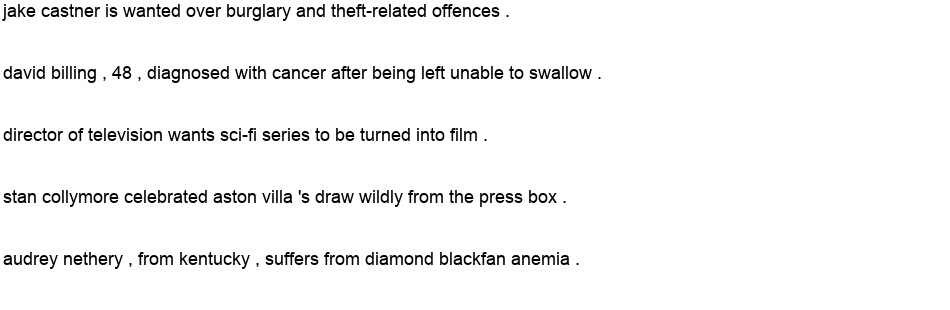 jake castner is wanted over burglary and theft-related offences .
david billing , 48 , diagnosed with cancer after being left unable to swallow .
director of television wants sci-fi series to be turned into film .
stan collymore celebrated aston villa 's draw wildly from the press box .
audrey nethery , from kentucky , suffers from diamond blackfan anemia .